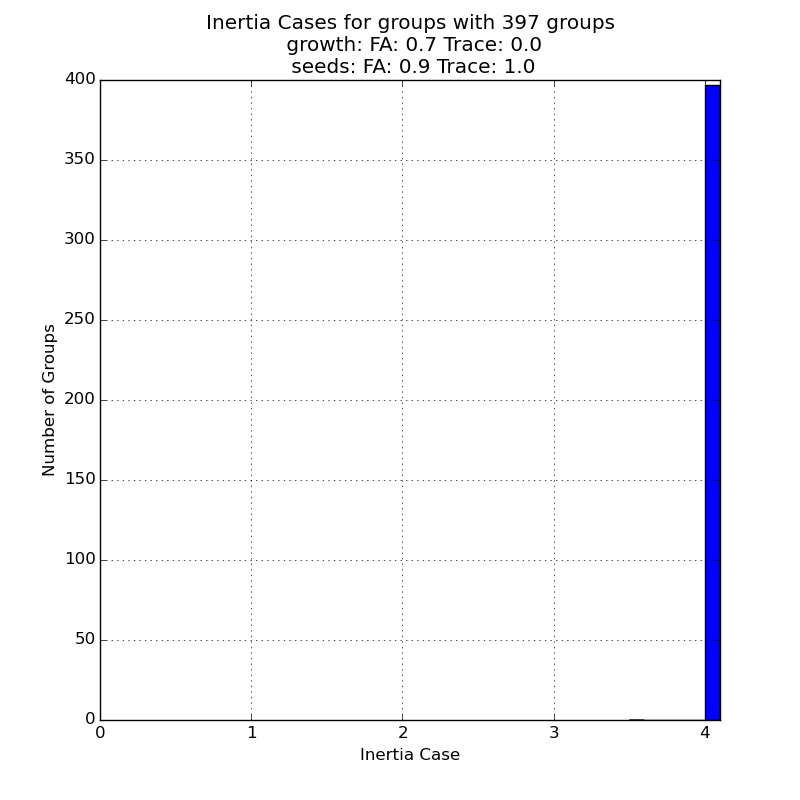 Inertia Cases for groups with 397 groups
growth: FA: 0.7 Trace: 0.0
seeds: FA: 0.9 Trace: 1.0
400
350
300
250
200
150
100
50
0
Number of Groups
0 1 2 3 4
Inertia Case